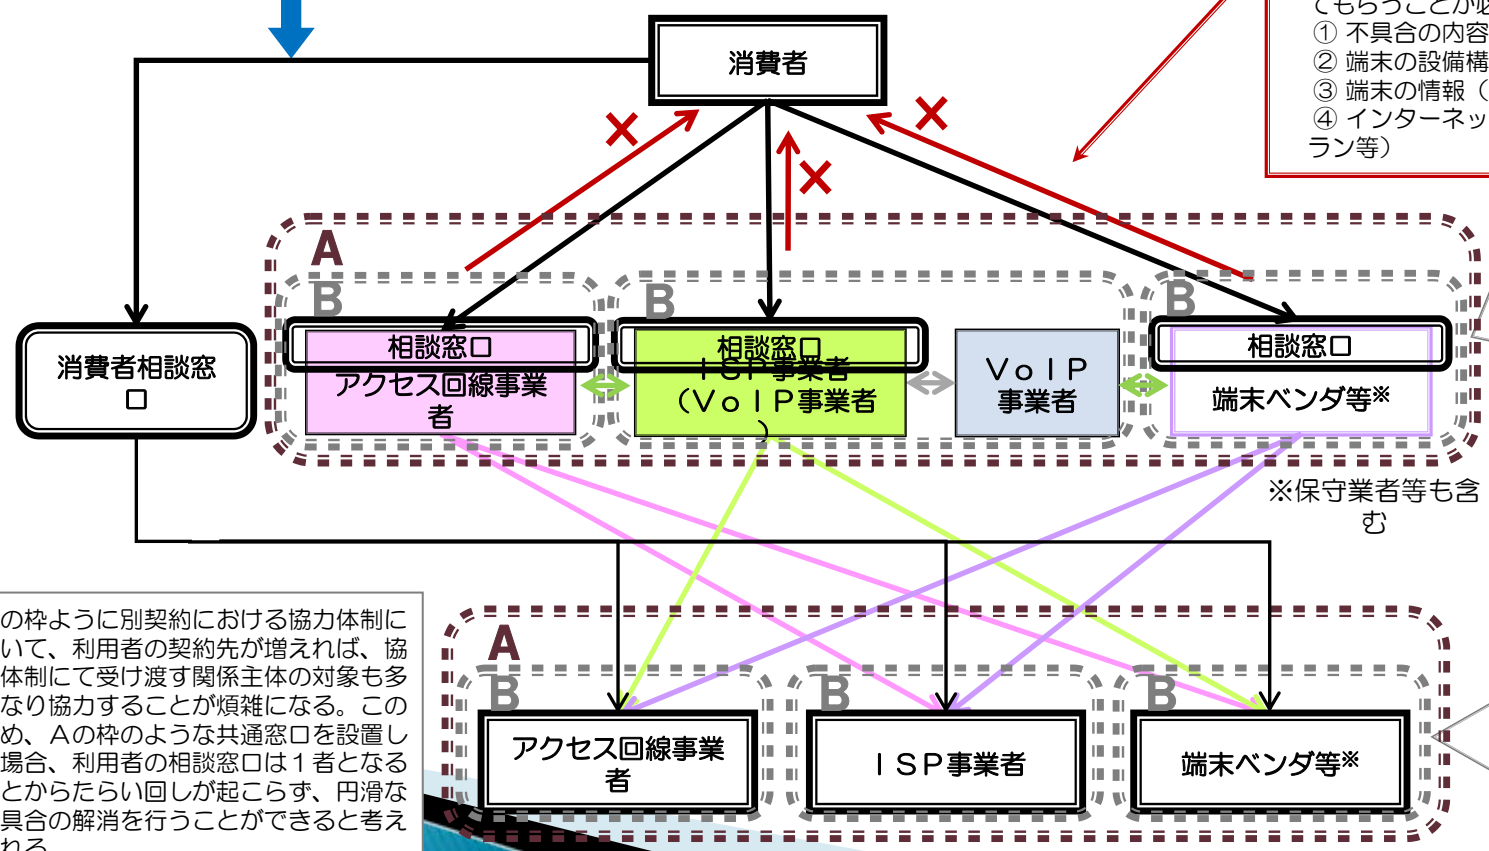 てもらうことが必
① 不具合の内容
② 端末の設備構
③ 端末の情報（
④ インターネッ
ラン等）
消費者
×
×
×
A
B
B
B
相談窓口
相談窓口
相談窓口
消費者相談窓
口
アクセス回線事業
者
ＩＳＰ事業者
（ＶｏＩＰ事業者
）
ＶｏＩＰ
事業者
端末ベンダ等※
※保守業者等も含
む
の枠ように別契約における協力体制に
いて、利用者の契約先が増えれば、協
体制にて受け渡す関係主体の対象も多
なり協力することが煩雑になる。この
め、Ａの枠のような共通窓口を設置し
場合、利用者の相談窓口は１者となる
とからたらい回しが起こらず、円滑な
具合の解消を行うことができると考え
れる
A
B
B
B
アクセス回線事業
者
ＩＳＰ事業者
端末ベンダ等※